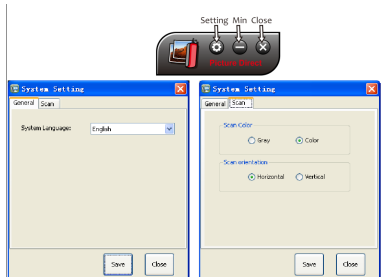 Setting Min Close
System Setting
General Scan
System Language: English
Save Close
System Setting
General Scan
Scan Color
Gray Color
Scan orientation
Horizontal Vertical
Save Close